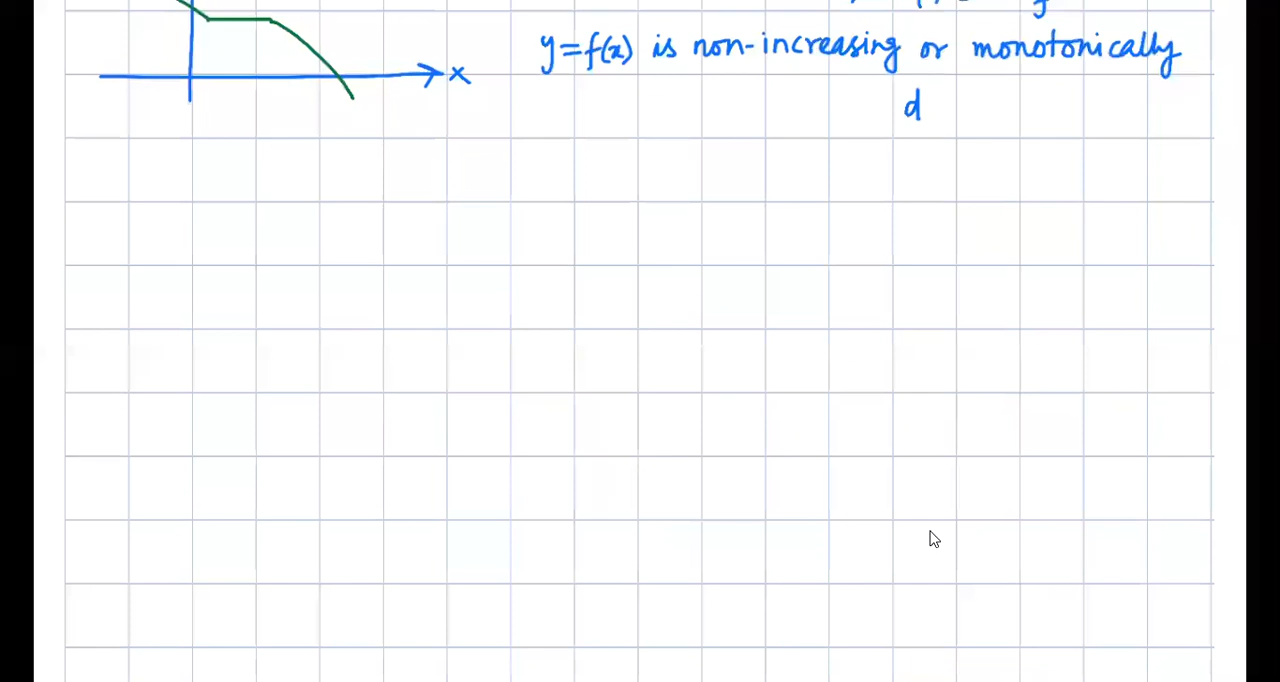 y=f(x) is non-increasing or monotonically
d
x